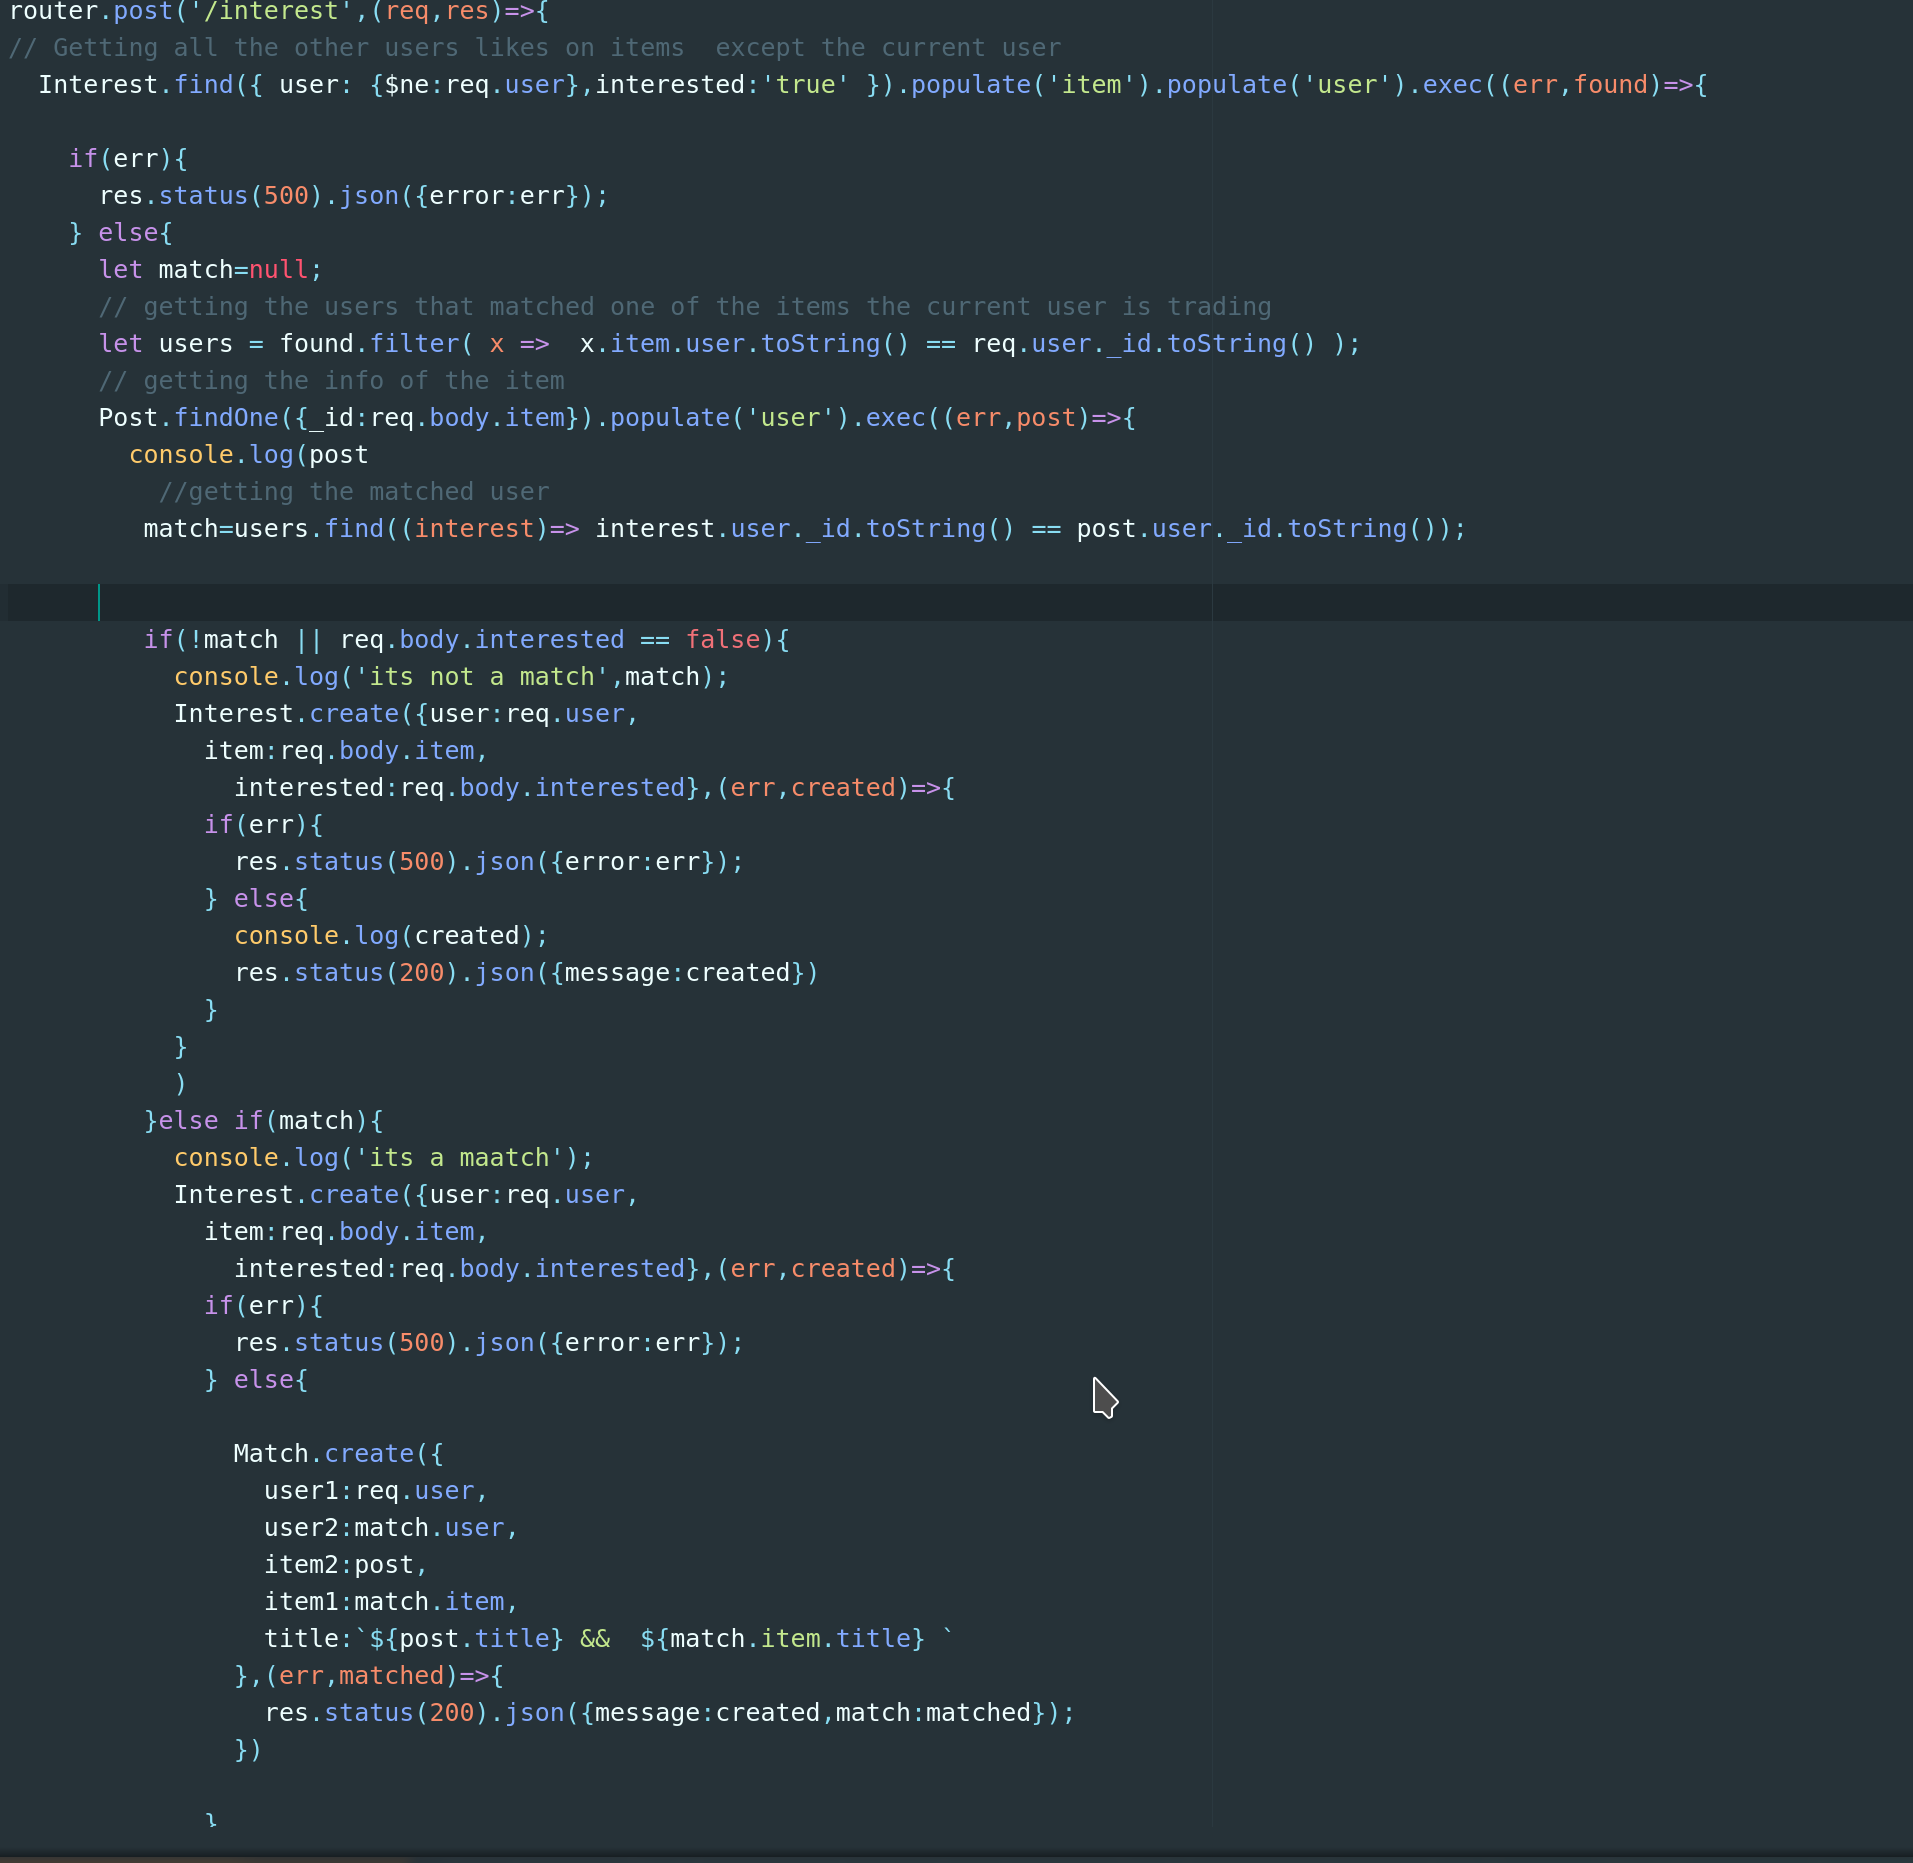 router.post('/interest',(req,res)=>{
// Getting all the other users likes on items  except the current user
  Interest.find({ user: {$ne:req.user},interested:'true' }).populate('item').populate('user').exec((err,found)=>{

    if(err){
      res.status(500).json({error:err});
    } else{
      let match=null;
      // getting the users that matched one of the items the current user is trading
      let users = found.filter( x =>  x.item.user.toString() == req.user._id.toString() );
      // getting the info of the item
      Post.findOne({_id:req.body.item}).populate('user').exec((err,post)=>{
        console.log(post
          //getting the matched user
         match=users.find((interest)=> interest.user._id.toString() == post.user._id.toString());

         if(!match || req.body.interested == false){
           console.log('its not a match',match);
           Interest.create({user:req.user,
             item:req.body.item,
               interested:req.body.interested},(err,created)=>{
             if(err){
               res.status(500).json({error:err});
             } else{
               console.log(created);
               res.status(200).json({message:created})
             }
           }
           )
         }else if(match){
           console.log('its a maatch');
           Interest.create({user:req.user,
             item:req.body.item,
               interested:req.body.interested},(err,created)=>{
             if(err){
               res.status(500).json({error:err});
             } else{

               Match.create({
                 user1:req.user,
                 user2:match.user,
                 item2:post,
                 item1:match.item,
                 title:`${post.title} &&  ${match.item.title} `
               },(err,matched)=>{
                 res.status(200).json({message:created,match:matched});
               })

             }